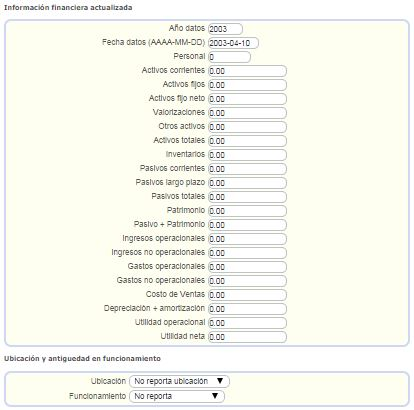 Información financiera actualizada
Año datos 2003
Fecha datos (AAAA-MM-DD) 2003-04-10
Personal 0
Activos corrientes 0.00
Activos fijos 0.00
Activos fijo neto 0.00
Valorizaciones 0.00
Otros activos 0.00
Activos totales 0.00
Inventarios 0.00
Pasivos corrientes 0.00
Pasivos largo plazo 0.00
Pasivos totales 0.00
Patrimonio 0.00
Pasivo + Patrimonio 0.00
Ingresos operacionales 0.00
Ingresos no operacionales 0.00
Gastos operacionales 0.00
Gastos no operacionales 0.00
Costo de Ventas 0.00
Depreciación + amortización 0.00
Utilidad operacional 0.00
Utilidad neta 0.00
Ubicación y antiguedad en funcionamiento
Ubicación No reporta ubicación
Funcionamiento No reporta